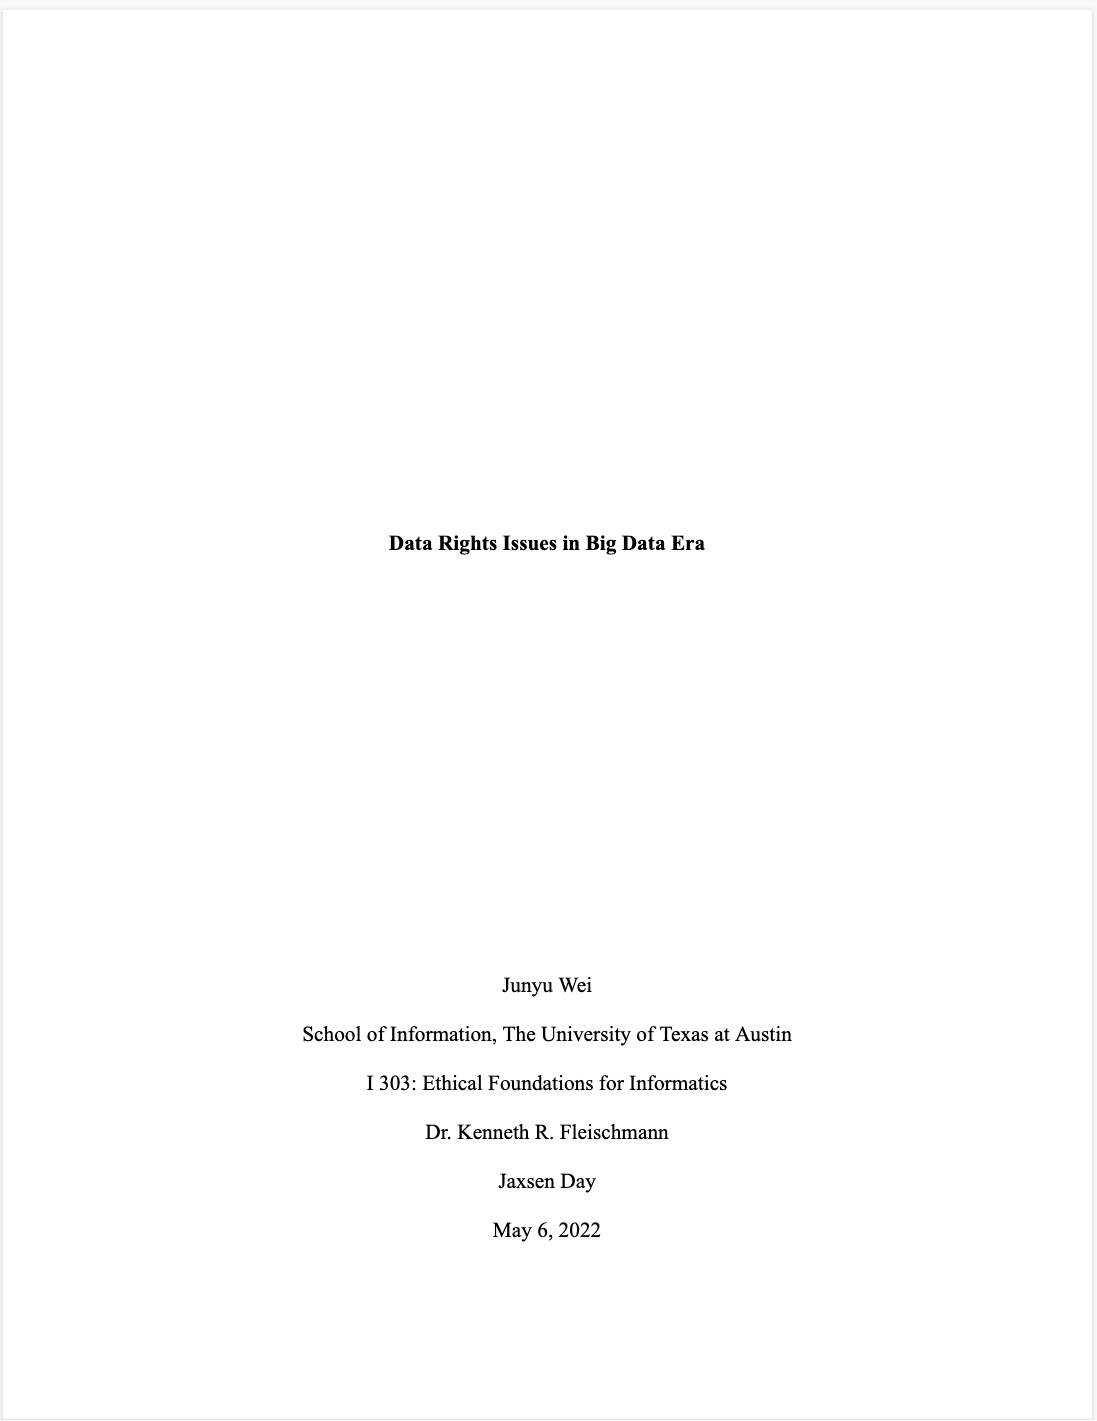 Data Rights Issues in Big Data Era
Junyu Wei
School of Information, The University of Texas at Austin
I 303: Ethical Foundations for Informatics
Dr. Kenneth R. Fleischmann
Jaxsen Day
May 6, 2022